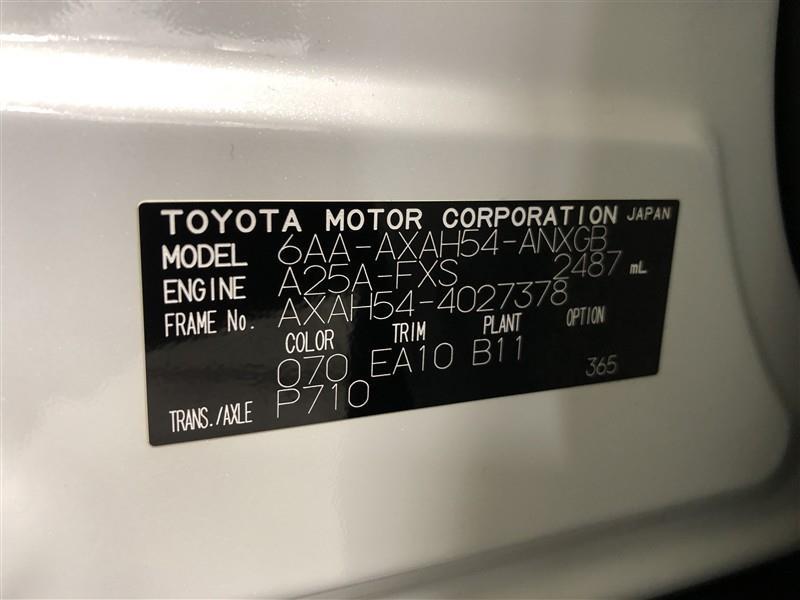 TOYOTA MOTOR CORPORATION JAPAN
MODEL 6AA-AXAH54-ANXGB
ENGINE A25A-FXS 2487 mL
FRAME No. AXAH54-4027378
COLOR TRIM PLANT OPTION
070 EA10 B11 365
TRANS./AXLE P710